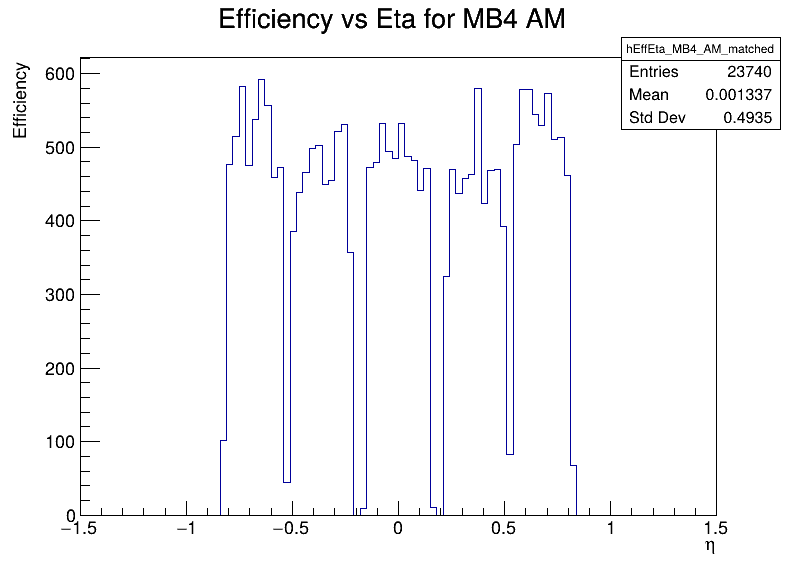 Efficiency vs Eta for MB4 AM
hEffEta_MB4_AM_matched
Entries 23740
Mean 0.001337
Std Dev 0.4935
Efficiency
600
500
400
300
200
100
0
−1.5 −1 −0.5 0 0.5 1 1.5
η